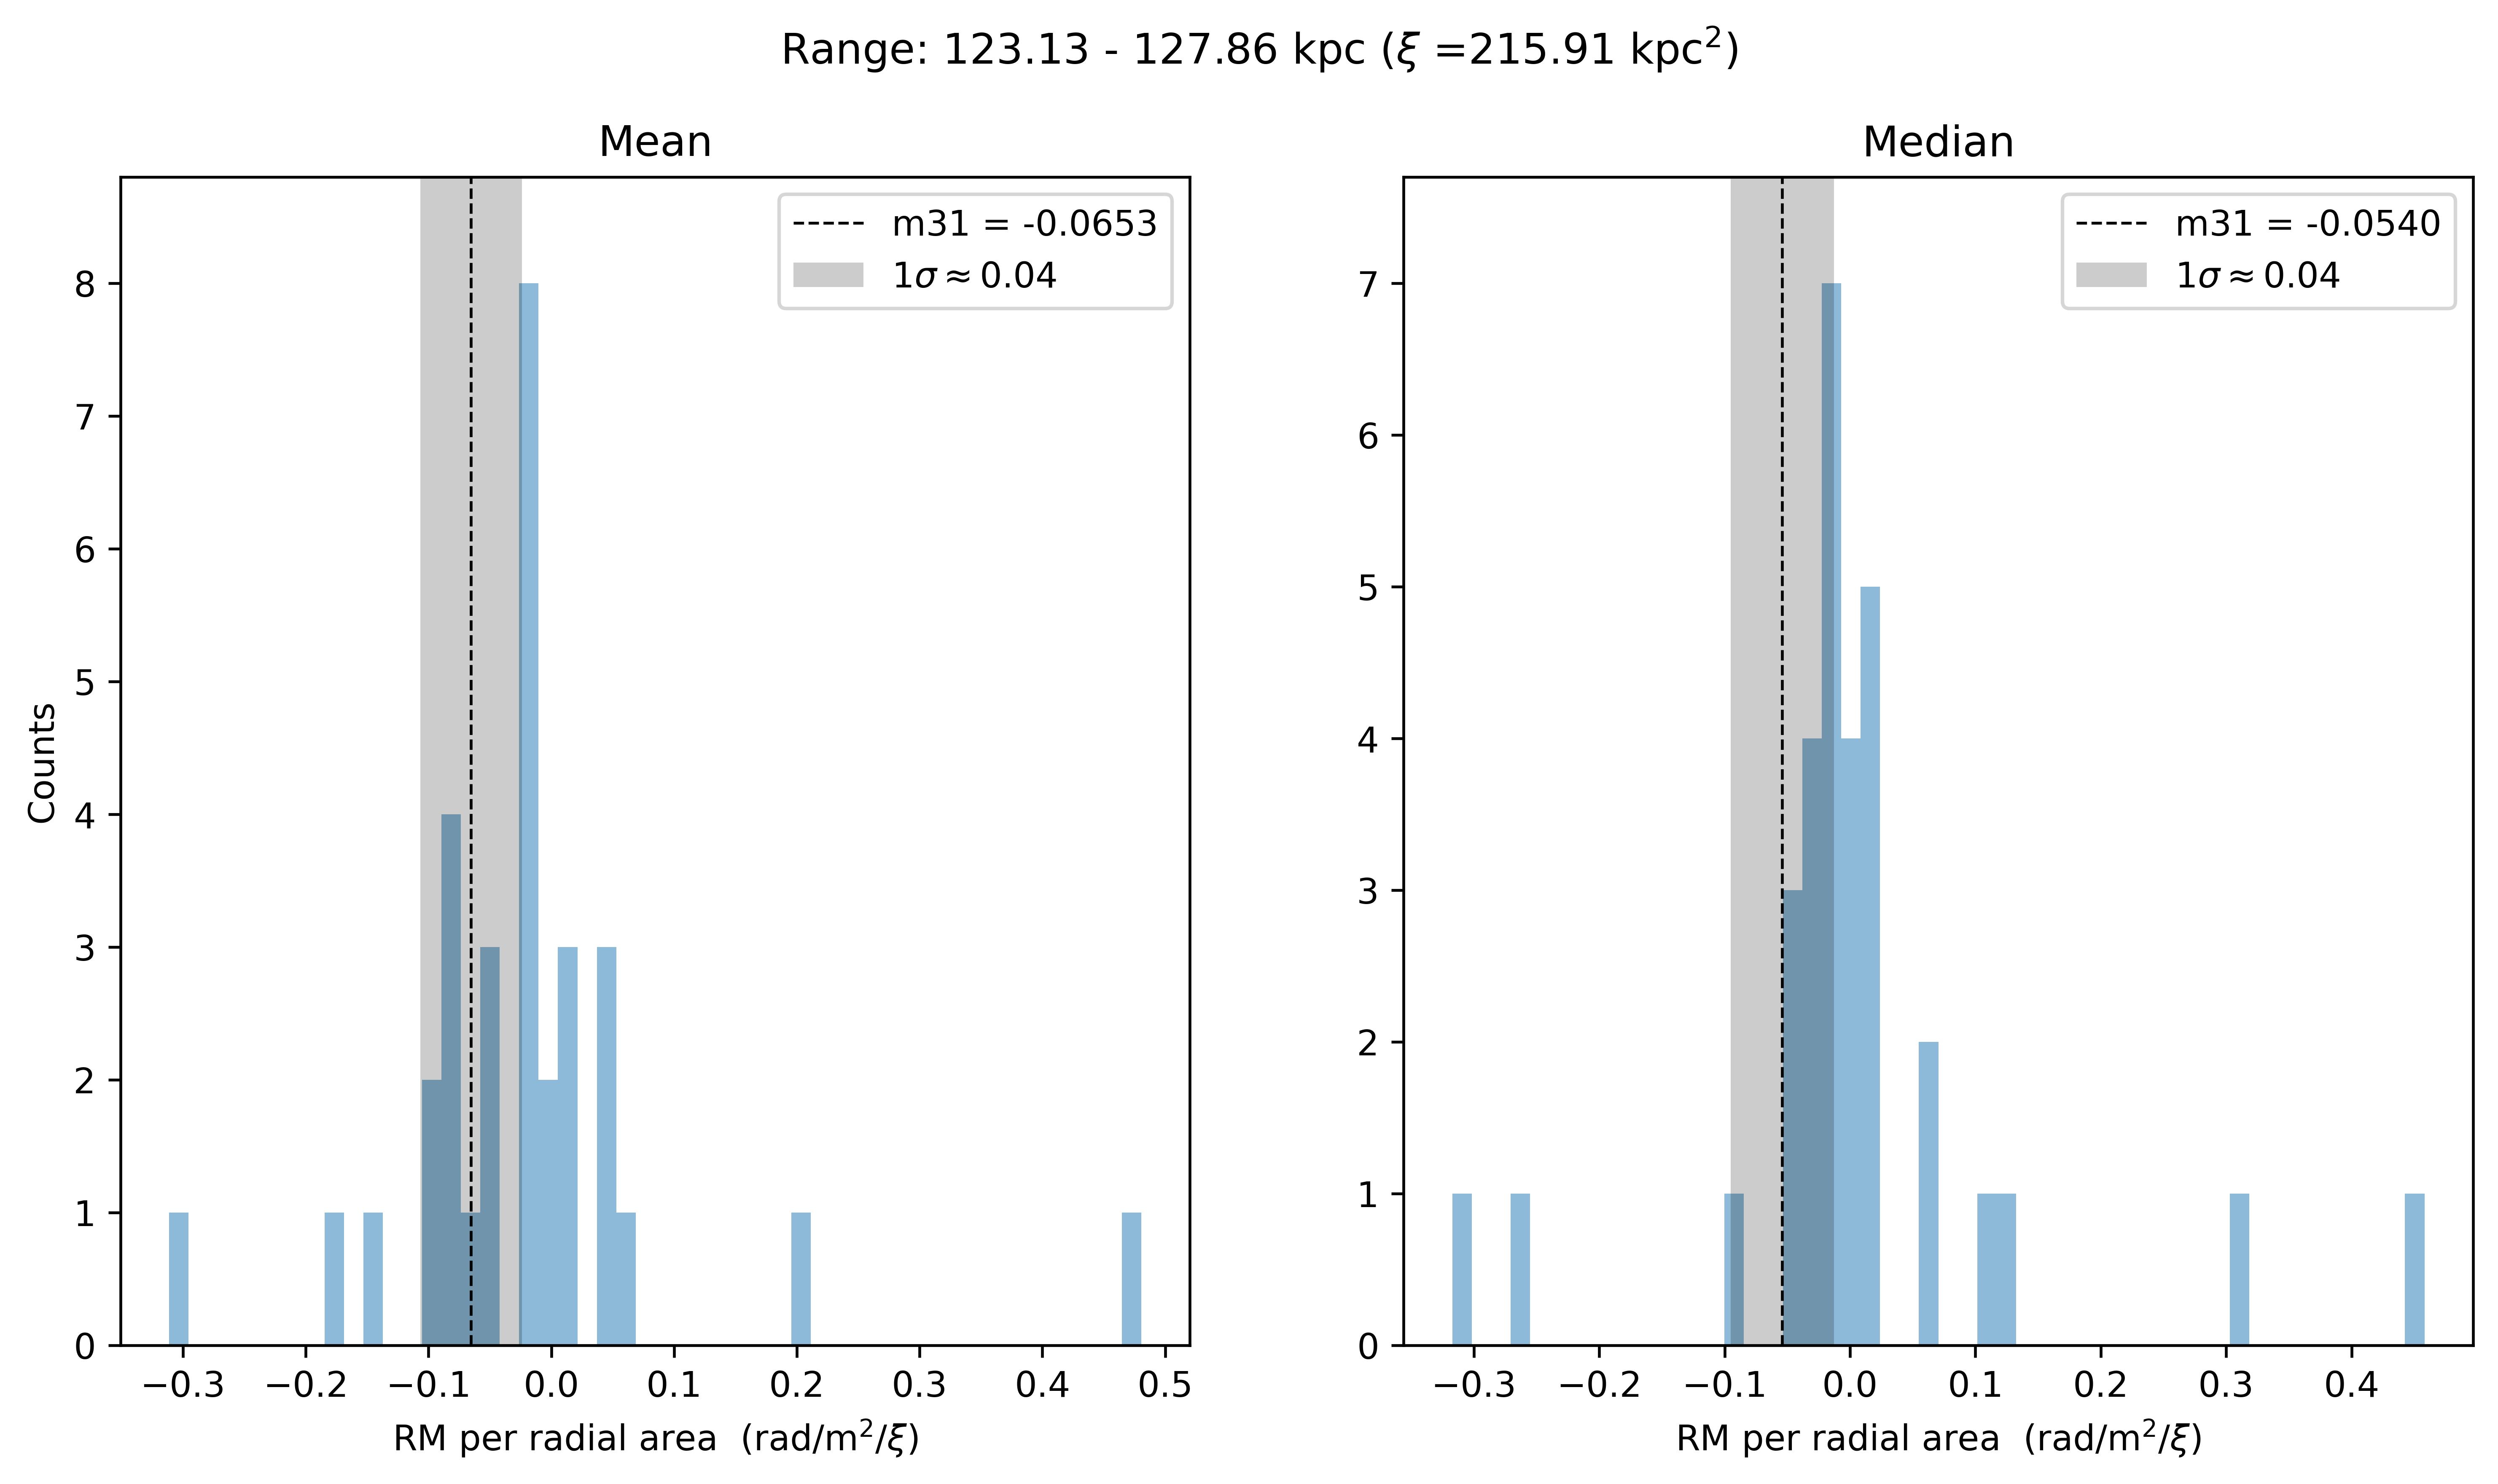 Range: 123.13 - 127.86 kpc (ξ =215.91 kpc²)
Mean
m31 = -0.0653
1σ≈0.04
8
7
6
5
4
3
2
1
0
Counts
−0.3 −0.2 −0.1 0.0 0.1 0.2 0.3 0.4 0.5
RM per radial area (rad/m²/ξ)
Median
m31 = -0.0540
1σ≈0.04
7
6
5
4
3
2
1
0
−0.3 −0.2 −0.1 0.0 0.1 0.2 0.3 0.4
RM per radial area (rad/m²/ξ)